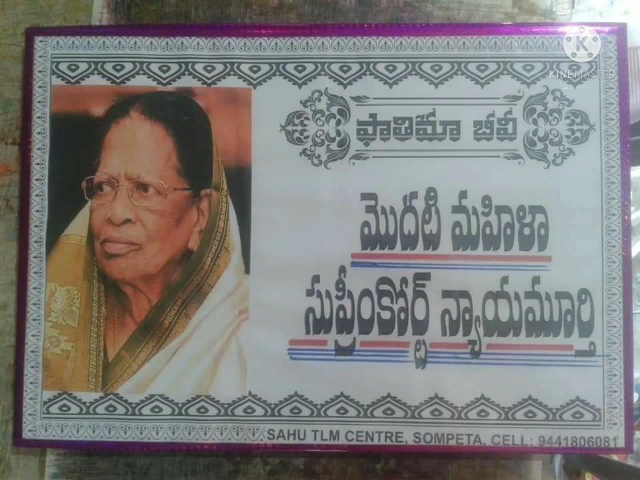 KINEMASTER
ఫాతిమా బీవీ
మొదటి మహిళా
సుప్రీంకోర్ట్ న్యాయమూర్తి
SAHU TLM CENTRE, SOMPETA, CELL: 9441806081